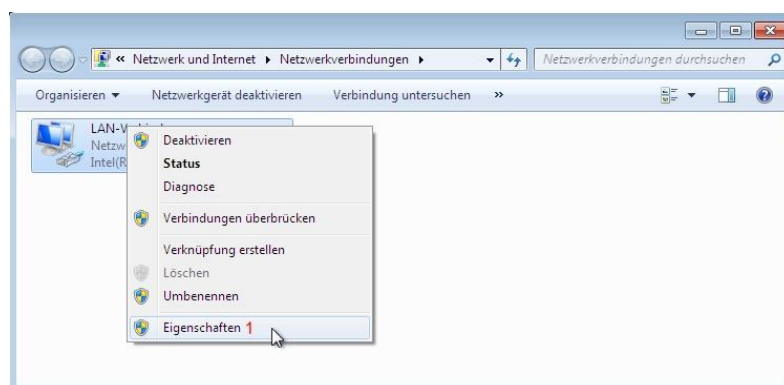 « Netzwerk und Internet ▸ Netzwerkverbindungen ▸ Netzwerkverbindungen durchsuchen
Organisieren ▾ Netzwerkgerät deaktivieren Verbindung untersuchen »
LAN-V
Netzw
Intel(R
Deaktivieren
Status
Diagnose
Verbindungen überbrücken
Verknüpfung erstellen
Löschen
Umbenennen
Eigenschaften 1